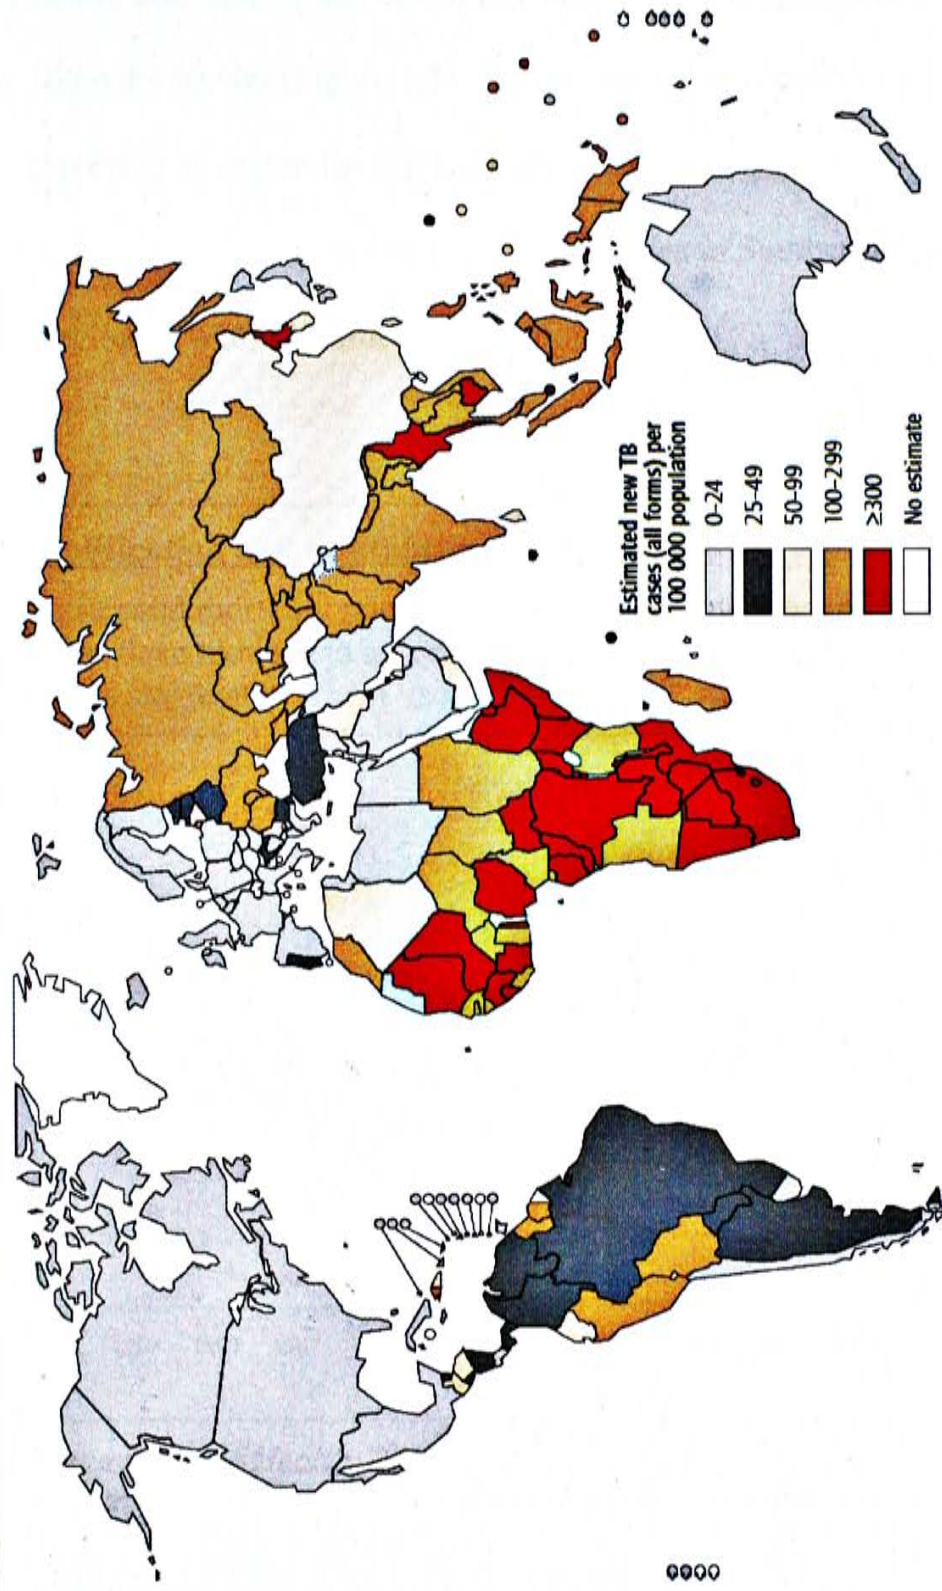 Estimated new TB
cases (all forms) per
100 000 population
0-24
25-49
50-99
100-299
≥300
No estimate